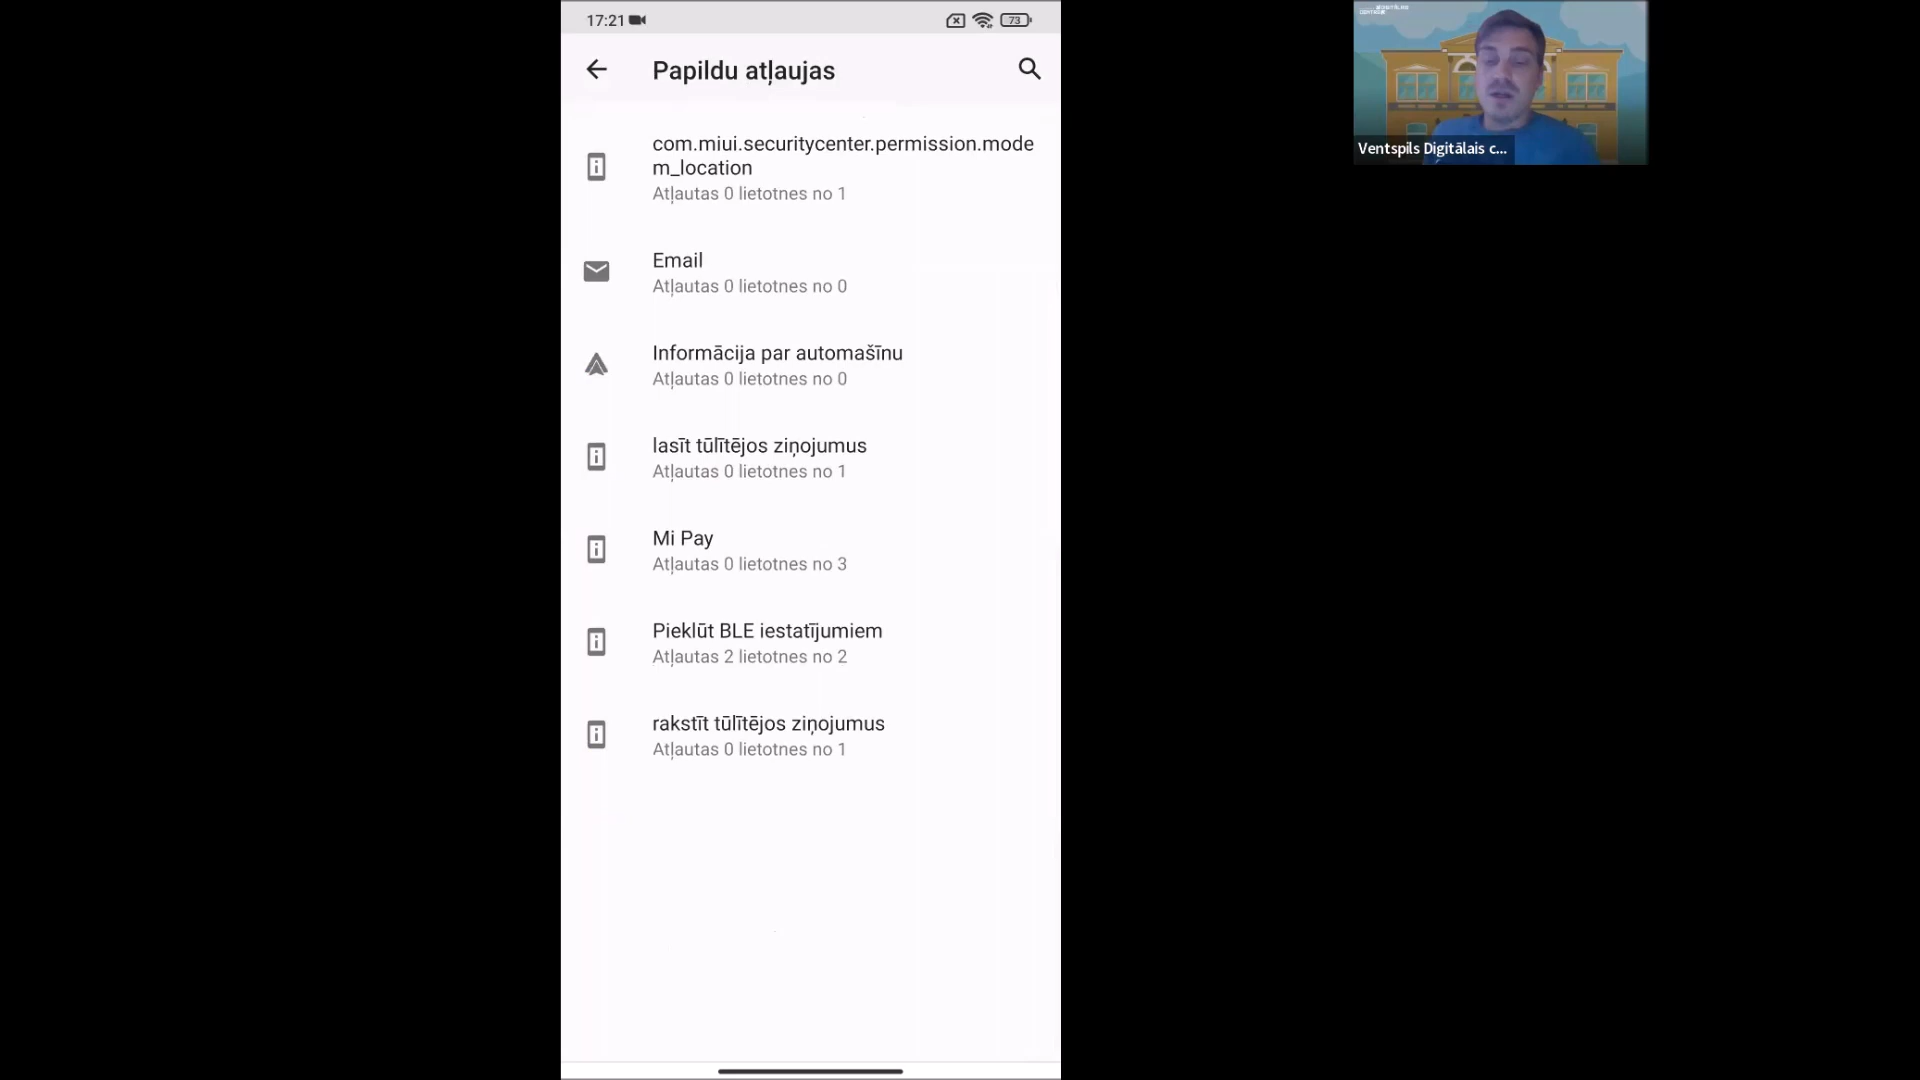 17:21
73
Papildu atļaujas
com.miui.securitycenter.permission.mode
m_location
Atļautas 0 lietotnes no 1
Email
Atļautas 0 lietotnes no 0
Informācija par automašīnu
Atļautas 0 lietotnes no 0
lasīt tūlītējos ziņojumus
Atļautas 0 lietotnes no 1
Mi Pay
Atļautas 0 lietotnes no 3
Piekļūt BLE iestatījumiem
Atļautas 2 lietotnes no 2
rakstīt tūlītējos ziņojumus
Atļautas 0 lietotnes no 1
Ventspils Digitālais c...